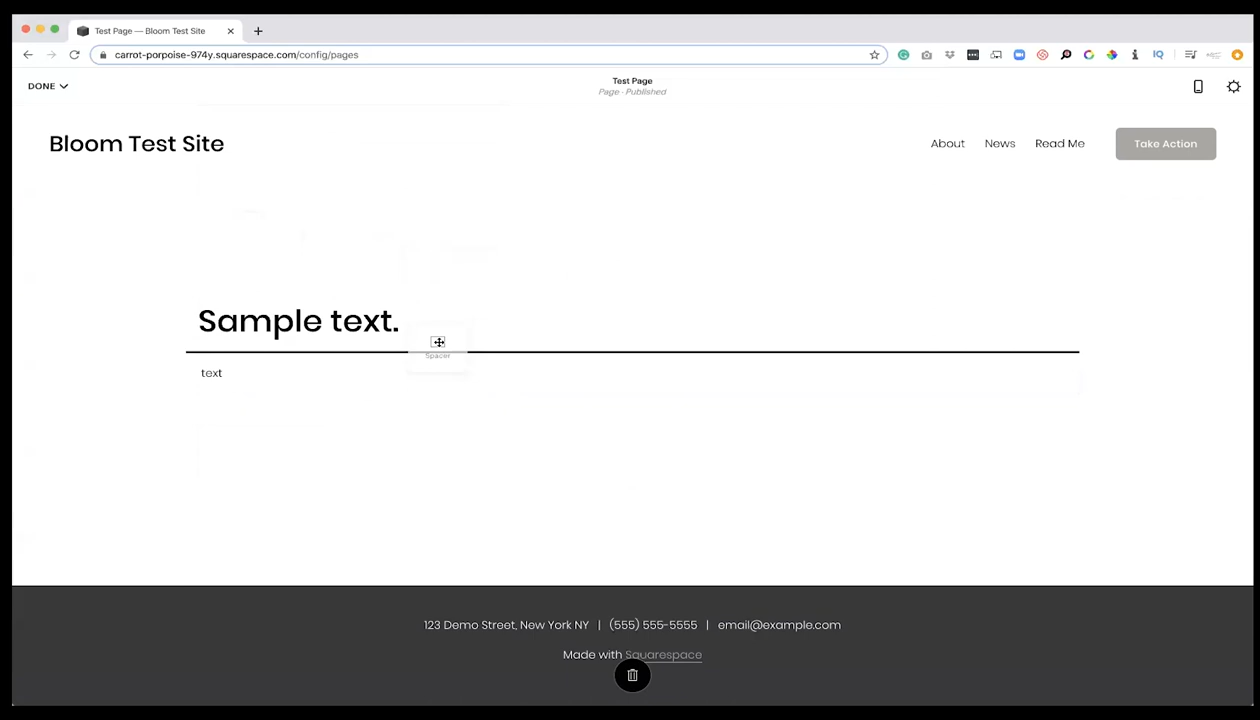 Test Page — Bloom Test Site
carrot-porpoise-974y.squarespace.com/config/pages
IQ
DONE
Test Page
Page · Published
Bloom Test Site
About
News
Read Me
Take Action
Sample text.
Spacer
text
123 Demo Street, New York NY | (555) 555-5555 | email@example.com
Made with Squarespace